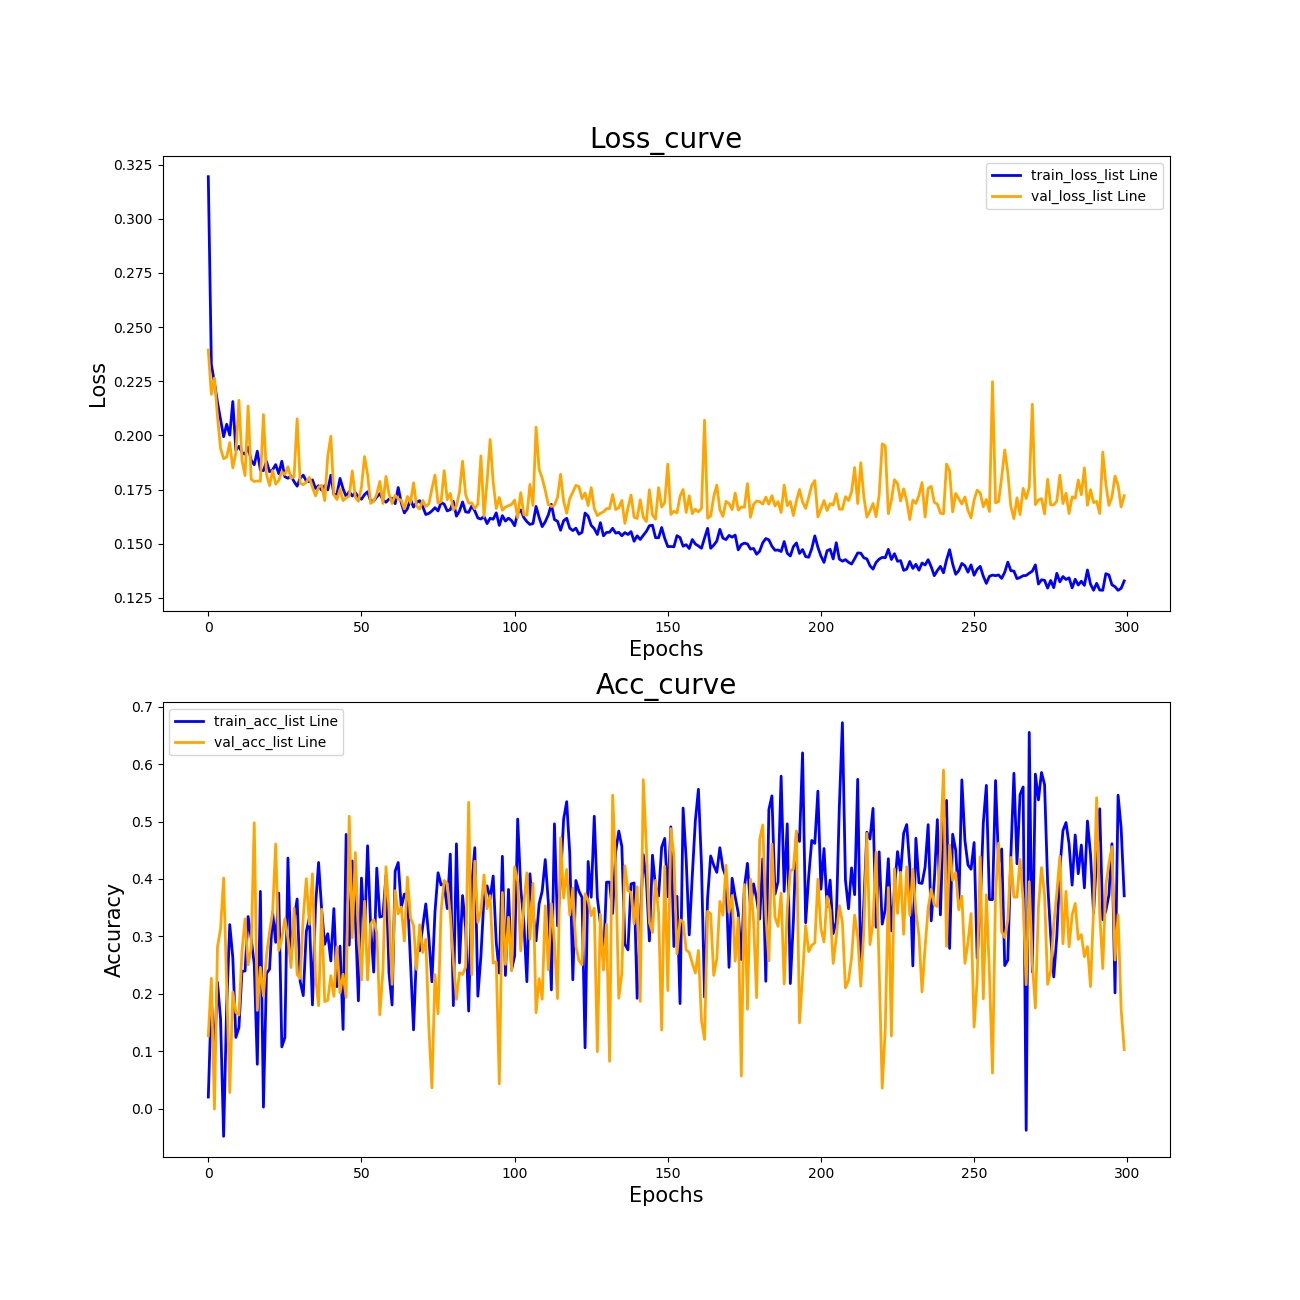 Loss_curve
0.325
0.300
0.275
0.250
0.225
0.200
0.175
0.150
0.125
Loss
train_loss_list Line
val_loss_list Line
0 50 100 150 200 250 300
Epochs
Acc_curve
0.7
0.6
0.5
0.4
0.3
0.2
0.1
0.0
Accuracy
train_acc_list Line
val_acc_list Line
0 50 100 150 200 250 300
Epochs